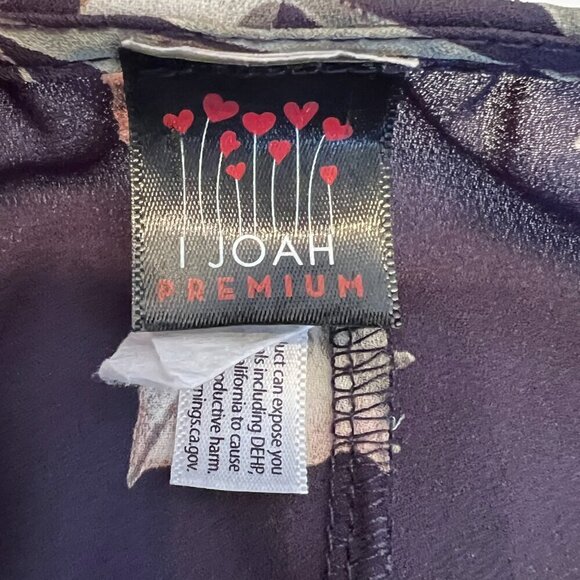 I JOAH
PREMIUM
uct can expose you
ls including DEHP,
alifornia to cause
oductive harm.
nings.ca.gov.